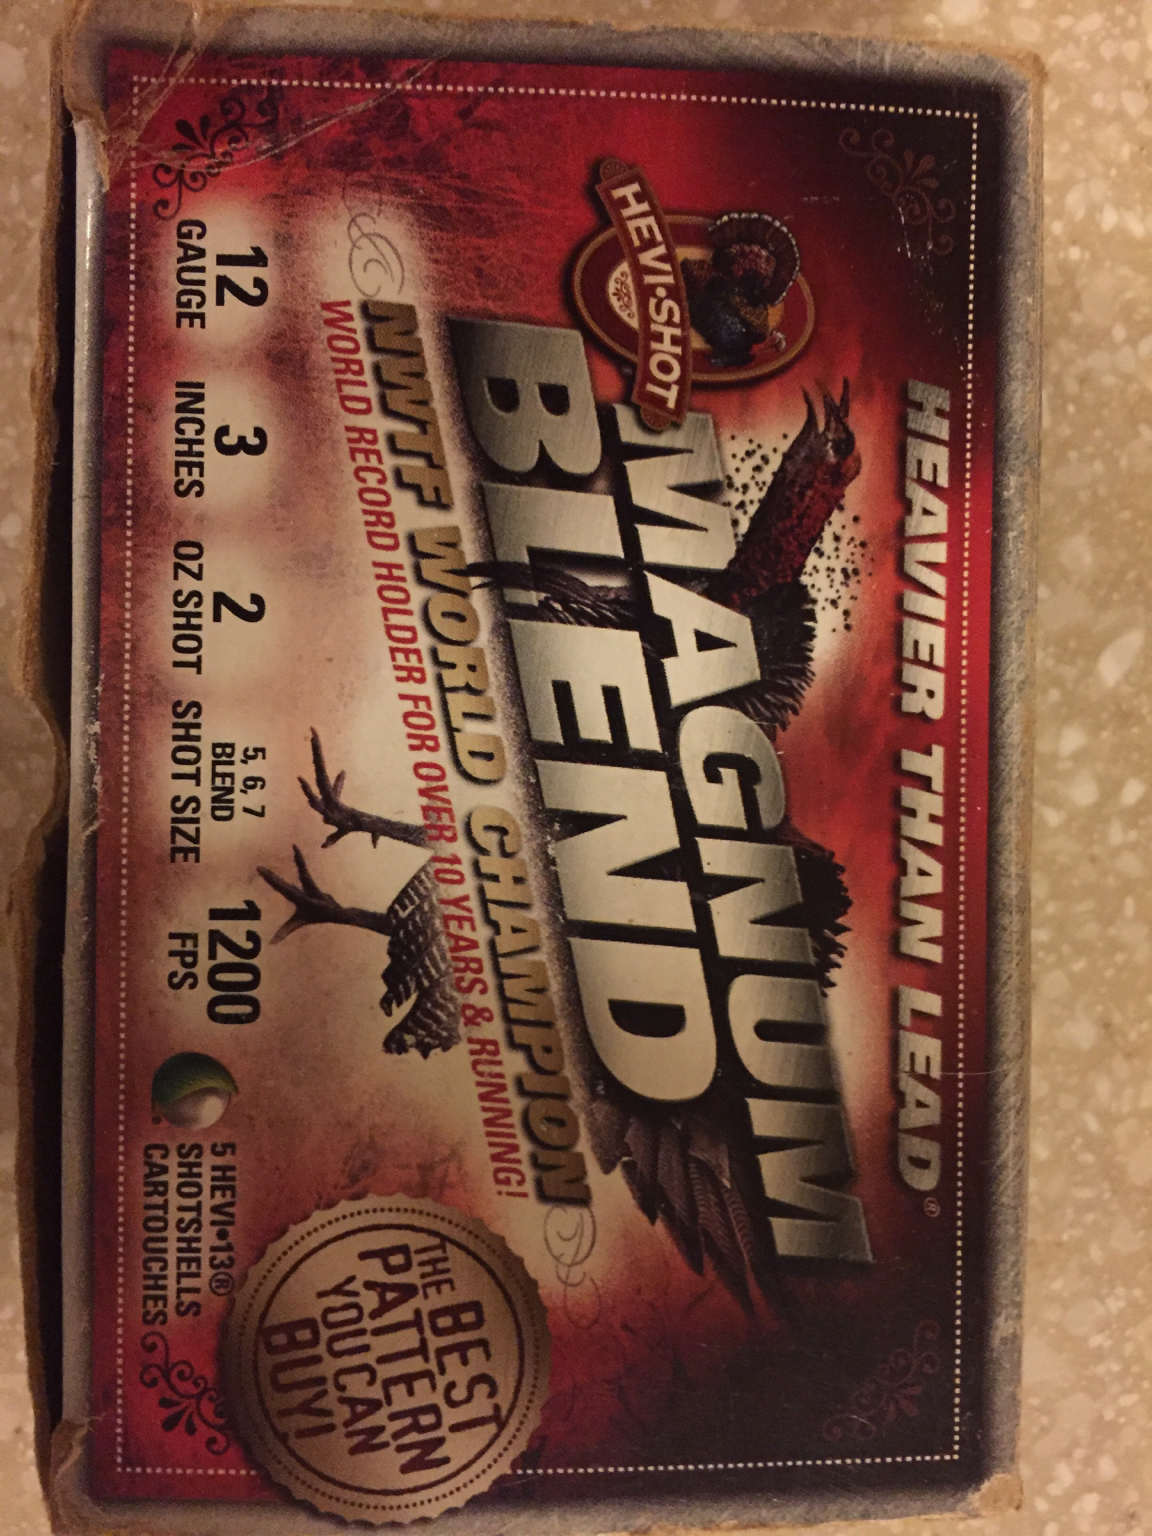 HEAVIER THAN LEAD®
HEVI•SHOT
MAGNUM
BLEND
NWTF WORLD CHAMPION
WORLD RECORD HOLDER FOR OVER 10 YEARS & RUNNING!
12
GAUGE
3
INCHES
2
OZ SHOT
5, 6, 7
BLEND
SHOT SIZE
1200
FPS
5 HEVI•13®
SHOTSHELLS
CARTOUCHES
THE BEST
PATTERN
YOU CAN
BUY!